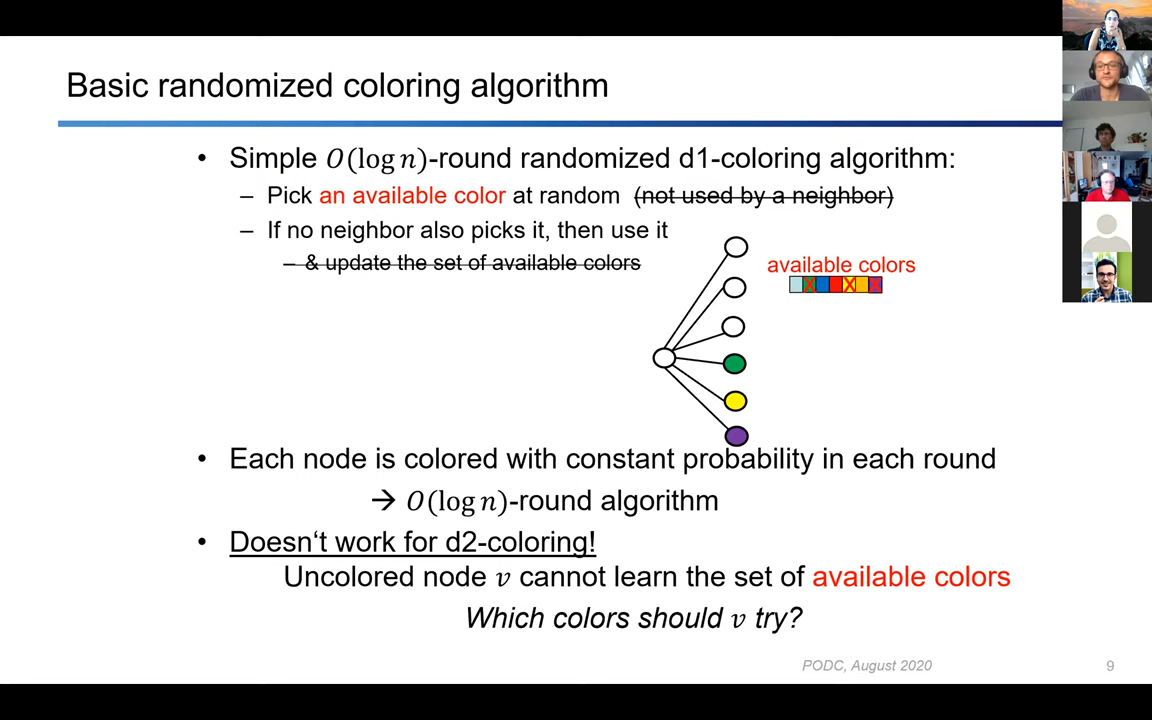 Basic randomized coloring algorithm
• Simple O(log n)-round randomized d1-coloring algorithm:
– Pick an available color at random (not used by a neighbor)
– If no neighbor also picks it, then use it
– & update the set of available colors
available colors
• Each node is colored with constant probability in each round
→ O(log n)-round algorithm
• Doesn‘t work for d2-coloring!
Uncolored node v cannot learn the set of available colors
Which colors should v try?
PODC, August 2020
9